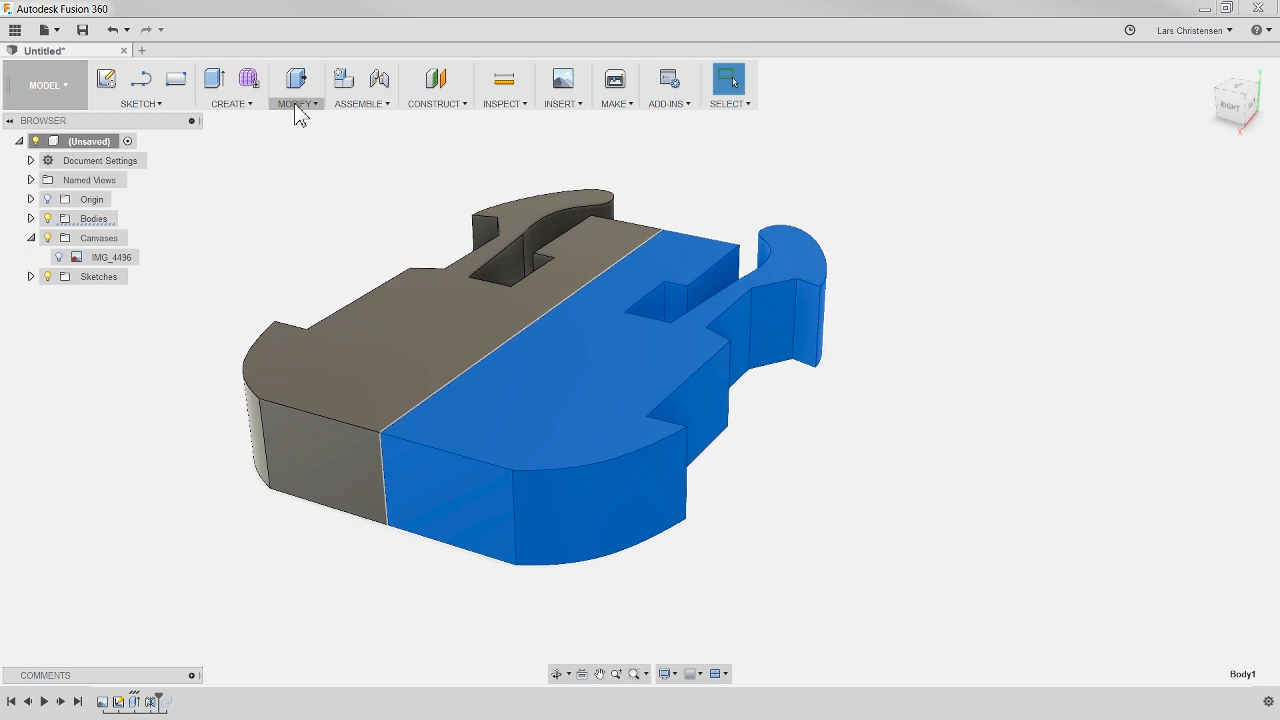 Autodesk Fusion 360
Lars Christensen
Untitled*
MODEL
SKETCH
CREATE
MODIFY
ASSEMBLE
CONSTRUCT
INSPECT
INSERT
MAKE
ADD-INS
SELECT
BROWSER
RIGHT
(Unsaved)
Document Settings
Named Views
Origin
Bodies
Canvases
IMG_4496
Sketches
COMMENTS
Body1